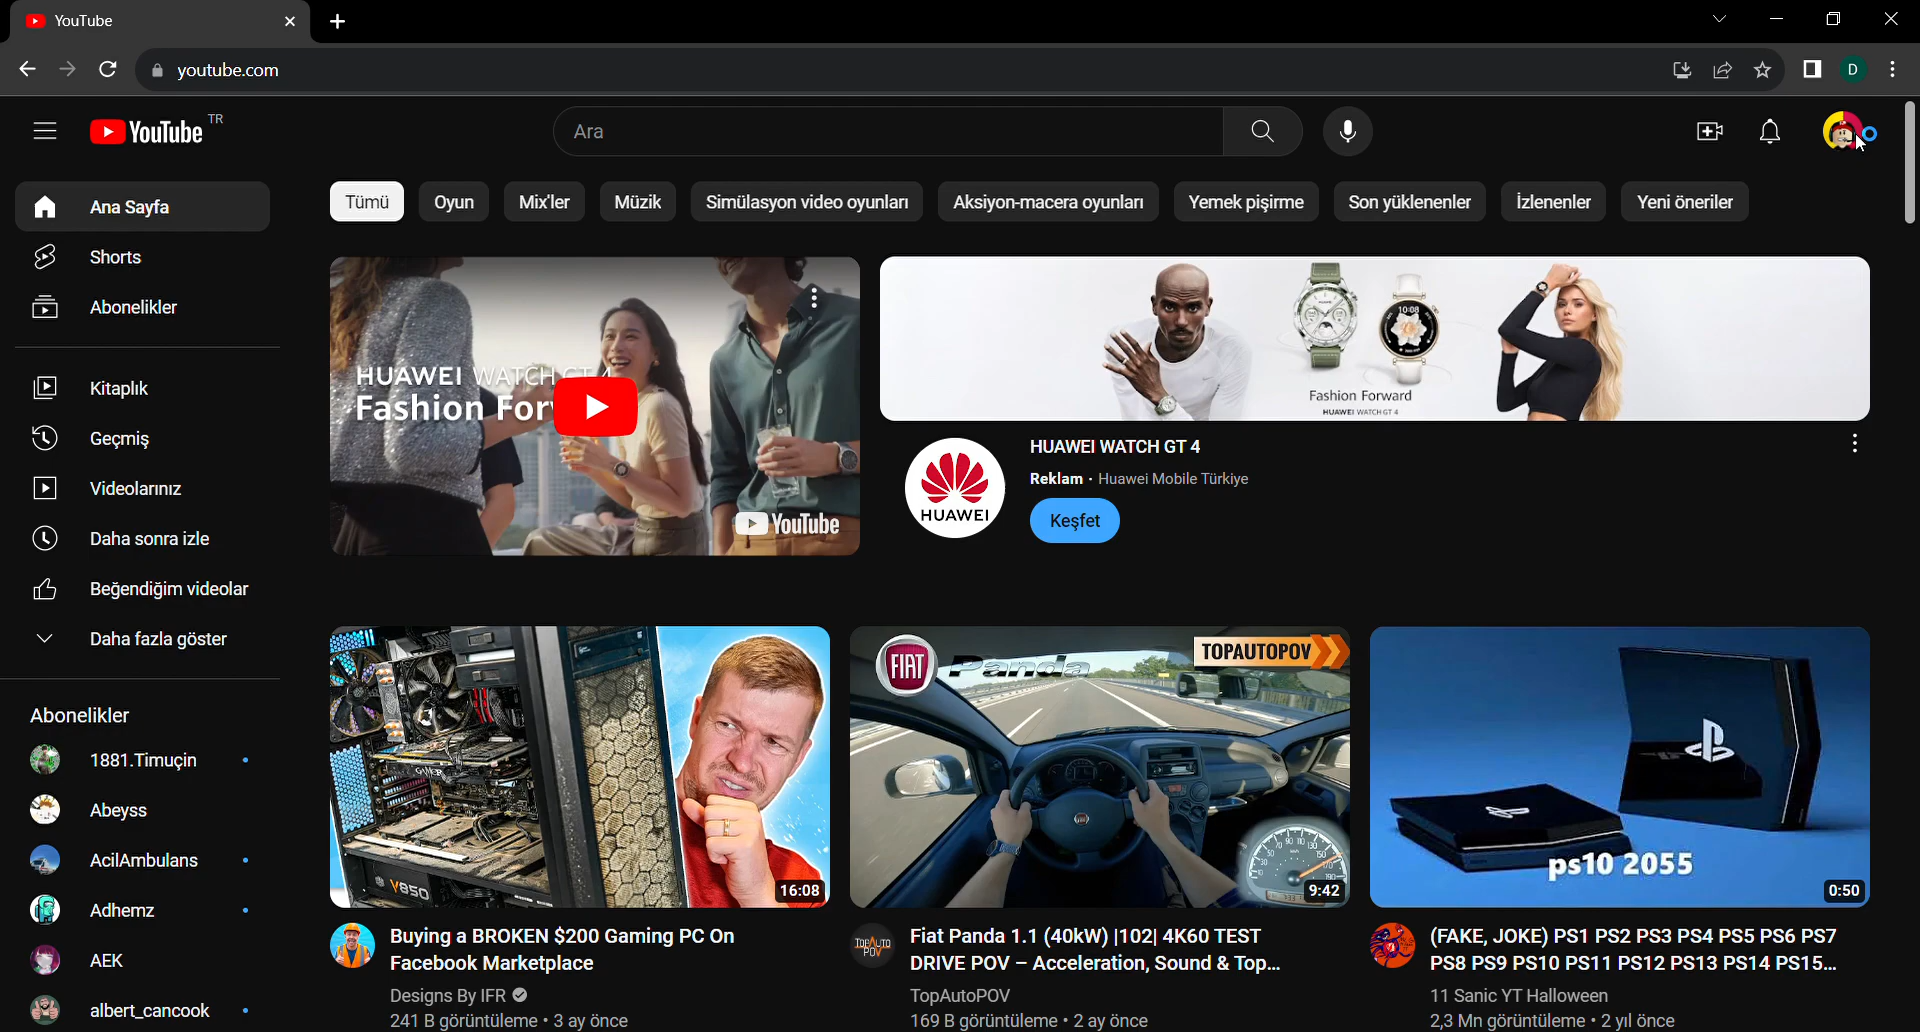 YouTube
youtube.com
D
YouTube TR
Ara
Ana Sayfa
Shorts
Abonelikler
Kitaplık
Geçmiş
Videolarınız
Daha sonra izle
Beğendiğim videolar
Daha fazla göster
Abonelikler
1881.Timuçin
Abeyss
AcilAmbulans
Adhemz
AEK
albert_cancook
Tümü Oyun Mix'ler Müzik Simülasyon video oyunları Aksiyon-macera oyunları Yemek pişirme Son yüklenenler İzlenenler Yeni öneriler
HUAWEI WATCH GT 4
Fashion For
YouTube
10:08
Fashion Forward
HUAWEI WATCH GT 4
HUAWEI
HUAWEI WATCH GT 4
Reklam · Huawei Mobile Türkiye
Keşfet
V850
16:08
Buying a BROKEN $200 Gaming PC On
Facebook Marketplace
Designs By IFR
241 B görüntüleme • 3 ay önce
FIAT Panda
TOPAUTOPOV
9:42
TOPAUTO
POV
Fiat Panda 1.1 (40kW) |102| 4K60 TEST
DRIVE POV – Acceleration, Sound & Top...
TopAutoPOV
169 B görüntüleme • 2 ay önce
ps10 2055
0:50
(FAKE, JOKE) PS1 PS2 PS3 PS4 PS5 PS6 PS7
PS8 PS9 PS10 PS11 PS12 PS13 PS14 PS15...
11 Sanic YT Halloween
2,3 Mn görüntüleme • 2 yıl önce